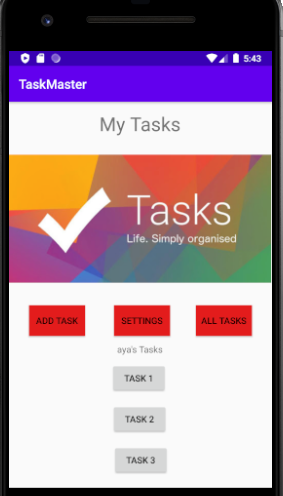 5:43
TaskMaster
My Tasks
Tasks
Life. Simply organised
ADD TASK SETTINGS ALL TASKS
aya's Tasks
TASK 1
TASK 2
TASK 3